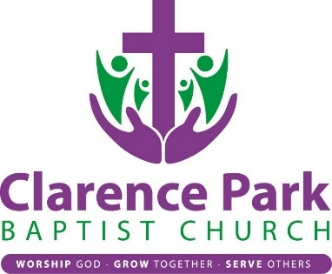 Clarence Park
BAPTIST CHURCH
WORSHIP GOD · GROW TOGETHER · SERVE OTHERS